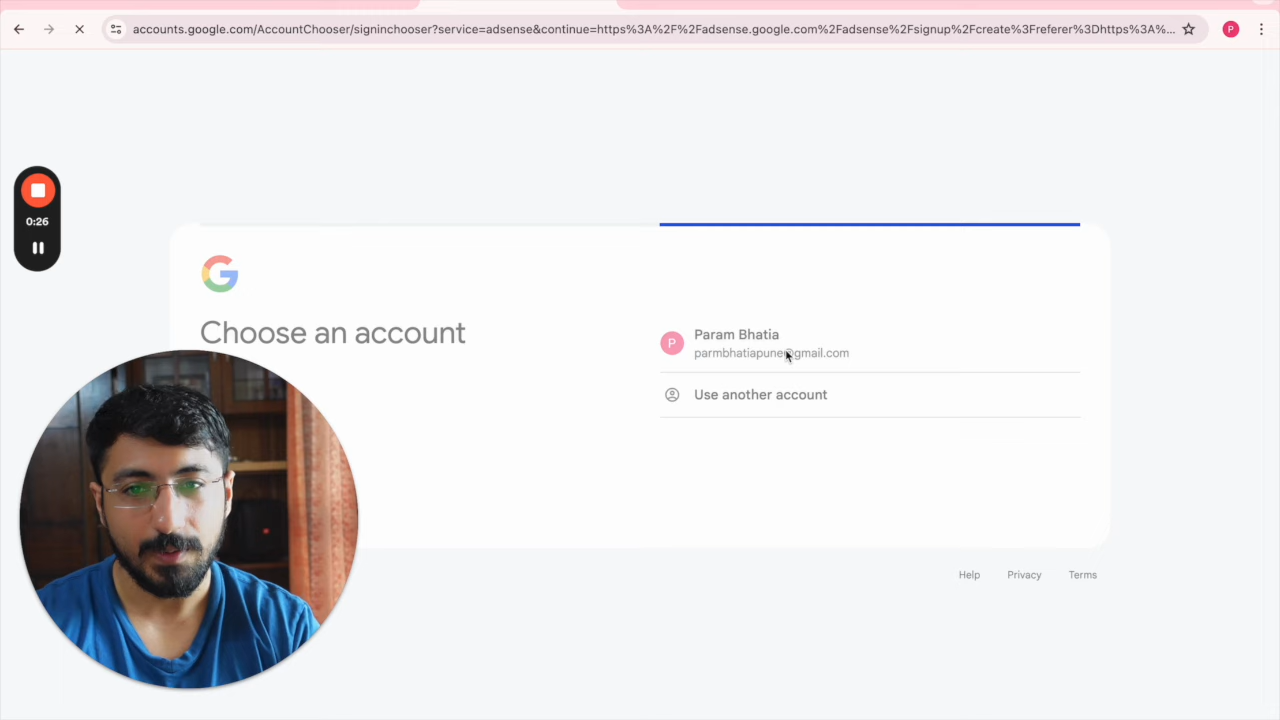 accounts.google.com/AccountChooser/signinchooser?service=adsense&continue=https%3A%2F%2Fadsense.google.com%2Fadsense%2Fsignup%2Fcreate%3Freferer%3Dhttps%3A%...
P
0:26
Choose an account
P
Param Bhatia
parmbhatiapune@gmail.com
Use another account
Help Privacy Terms